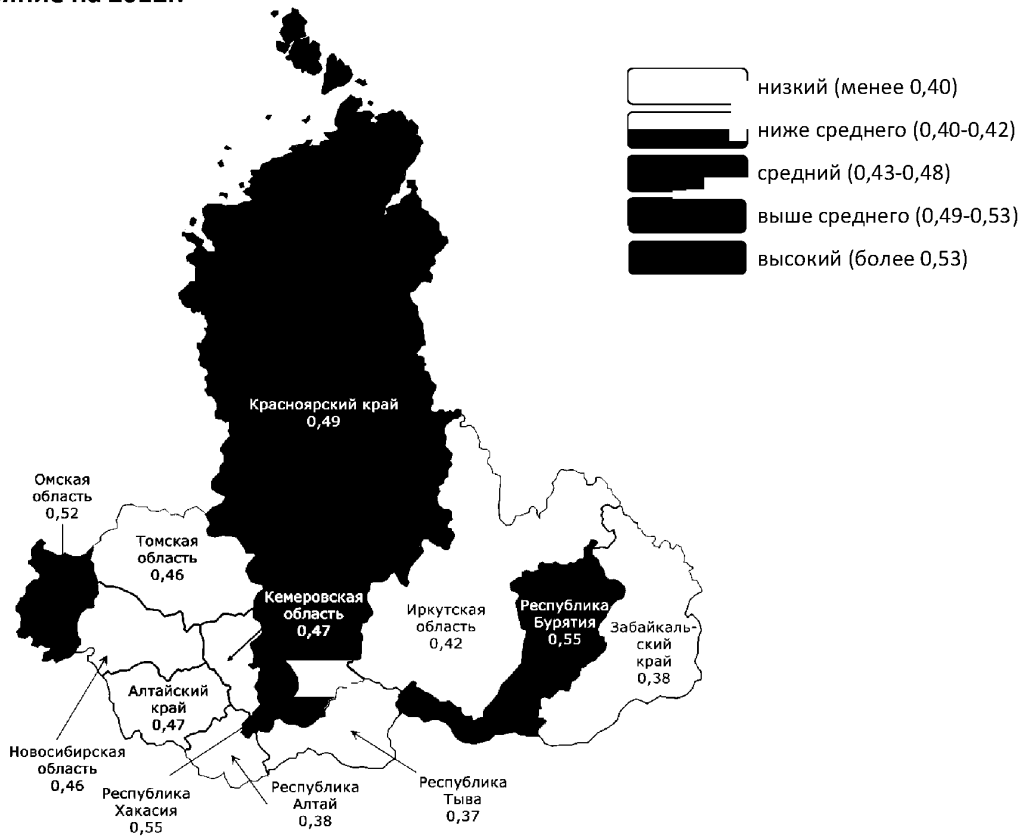 низкий (менее 0,40)
ниже среднего (0,40-0,42)
средний (0,43-0,48)
выше среднего (0,49-0,53)
высокий (более 0,53)
Красноярский край
0,49
Омская
область
0,52
Томская
область
0,46
Кемеровская
область
0,47
Иркутская
область
0,42
Республика
Бурятия
0,55
Забайкаль-
ский
край
0,38
Алтайский
край
0,47
Новосибирская
область
0,46
Республика
Хакасия
0,55
Республика
Алтай
0,38
Республика
Тыва
0,37